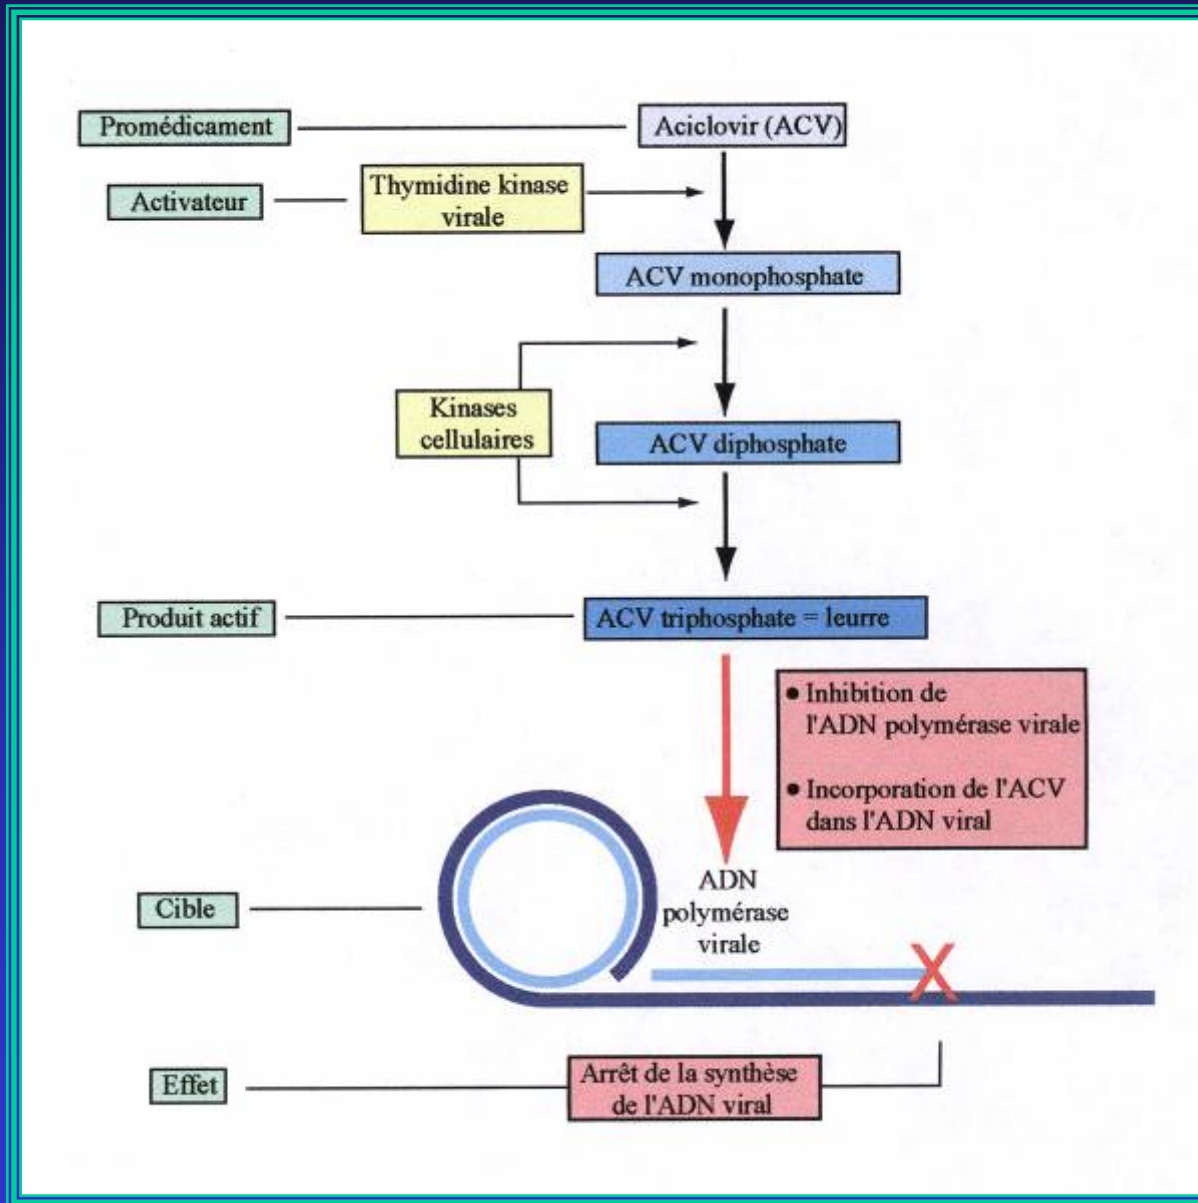 Promédicament
Aciclovir (ACV)
Activateur
Thymidine kinase
virale
ACV monophosphate
Kinases
cellulaires
ACV diphosphate
Produit actif
ACV triphosphate = leurre
● Inhibition de
l'ADN polymérase virale
● Incorporation de l'ACV
dans l'ADN viral
ADN
polymérase
virale
Cible
X
Effet
Arrêt de la synthèse
de l'ADN viral